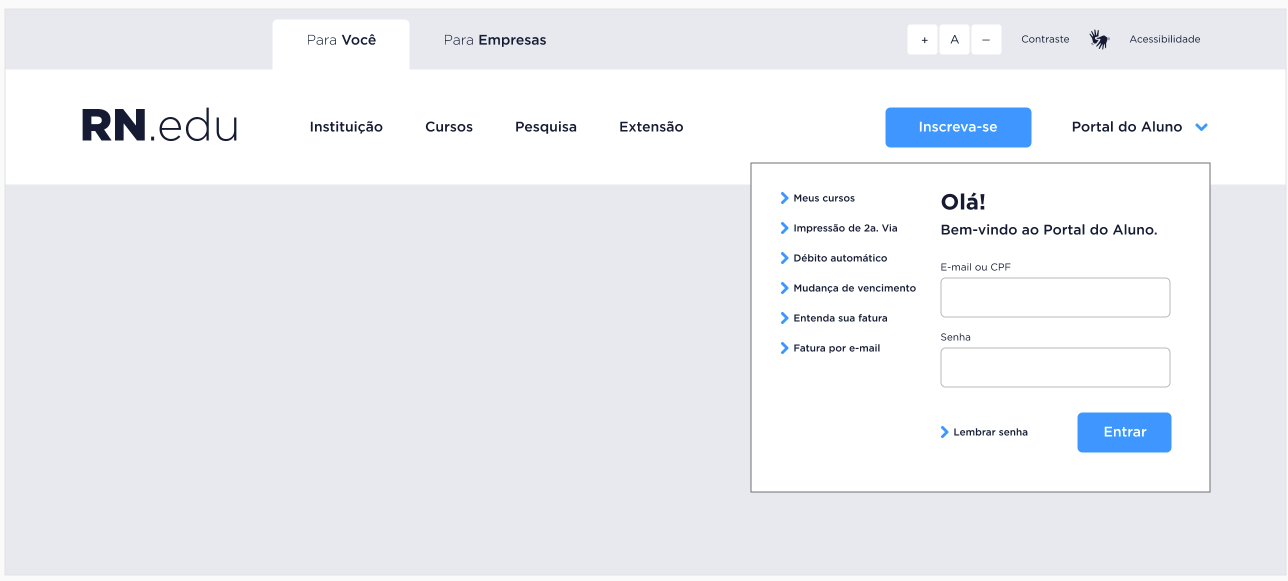 Para Você
Para Empresas
+ A –
Contraste
Acessibilidade
RN.edu
Instituição
Cursos
Pesquisa
Extensão
Inscreva-se
Portal do Aluno
Meus cursos
Impressão de 2a. Via
Débito automático
Mudança de vencimento
Entenda sua fatura
Fatura por e-mail
Olá!
Bem-vindo ao Portal do Aluno.
E-mail ou CPF
Senha
Lembrar senha
Entrar